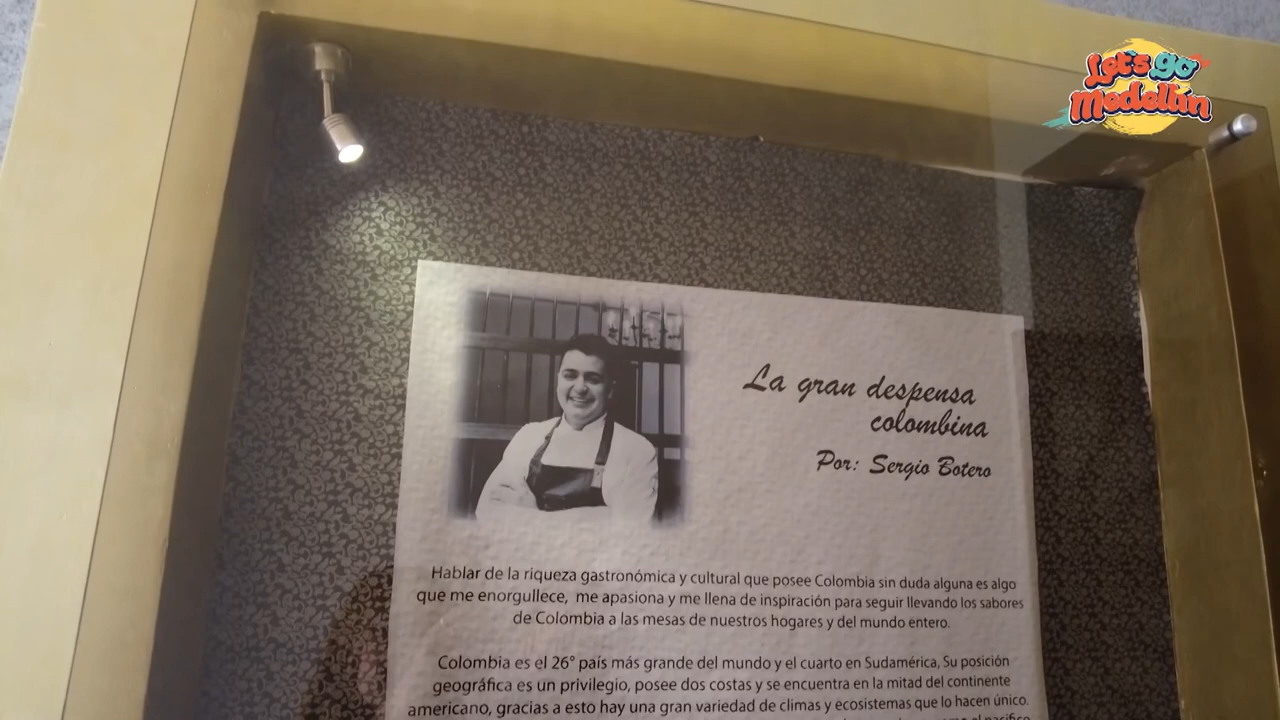 Let's go
Medellín
La gran despensa
colombina
Por: Sergio Botero
Hablar de la riqueza gastronómica y cultural que posee Colombia sin duda alguna es algo
que me enorgullece, me apasiona y me llena de inspiración para seguir llevando los sabores
de Colombia a las mesas de nuestros hogares y del mundo entero.
Colombia es el 26° país más grande del mundo y el cuarto en Sudamérica, Su posición
geográfica es un privilegio, posee dos costas y se encuentra en la mitad del continente
americano, gracias a esto hay una gran variedad de climas y ecosistemas que lo hacen único.